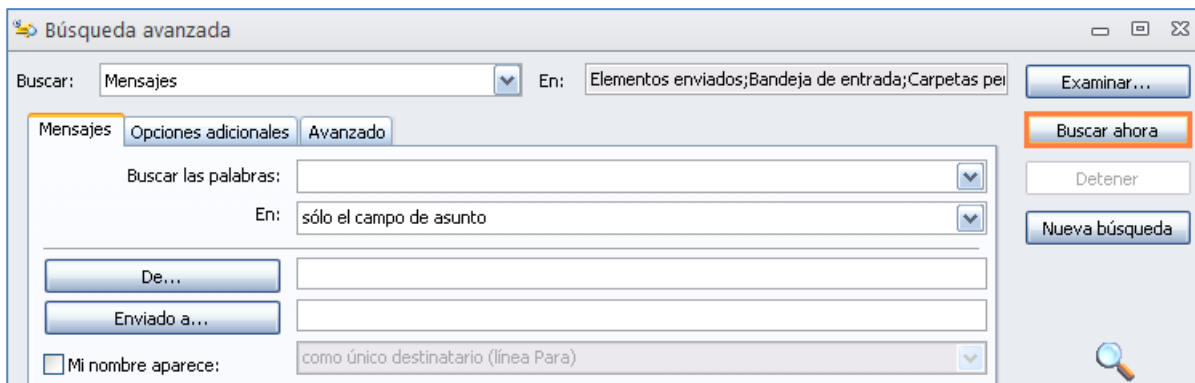 Búsqueda avanzada
Buscar: Mensajes En: Elementos enviados;Bandeja de entrada;Carpetas per Examinar...
Mensajes Opciones adicionales Avanzado Buscar ahora
Buscar las palabras: Detener
En: sólo el campo de asunto Nueva búsqueda
De...
Enviado a...
Mi nombre aparece: como único destinatario (línea Para)